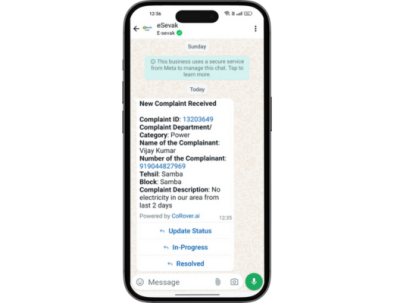 12:36
eSevak
E-sevak
Sunday
This business uses a secure service
from Meta to manage this chat. Tap to
learn more.
Today
New Complaint Received
Complaint ID: 13203649
Complaint Department/
Category: Power
Name of the Complainant:
Vijay Kumar
Number of the Complainant:
919044827969
Tehsil: Samba
Block: Samba
Complaint Description: No
electricity in our area from
last 2 days
Powered by CoRover.ai
12:35
Update Status
In-Progress
Resolved
Message